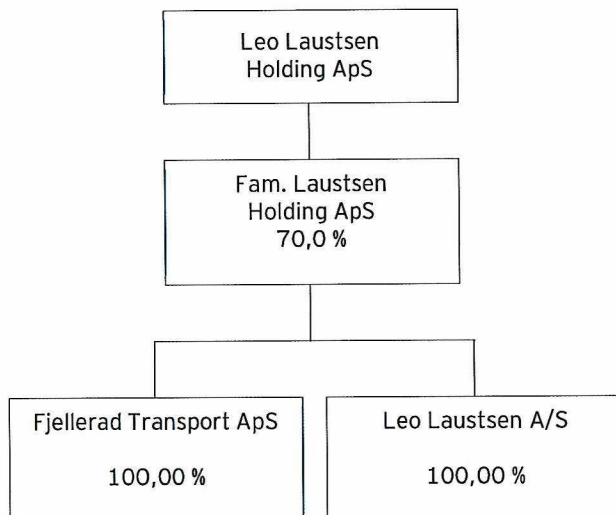 Leo Laustsen
Holding ApS
Fam. Laustsen
Holding ApS
70,0 %
Fjellerad Transport ApS
100,00 %
Leo Laustsen A/S
100,00 %